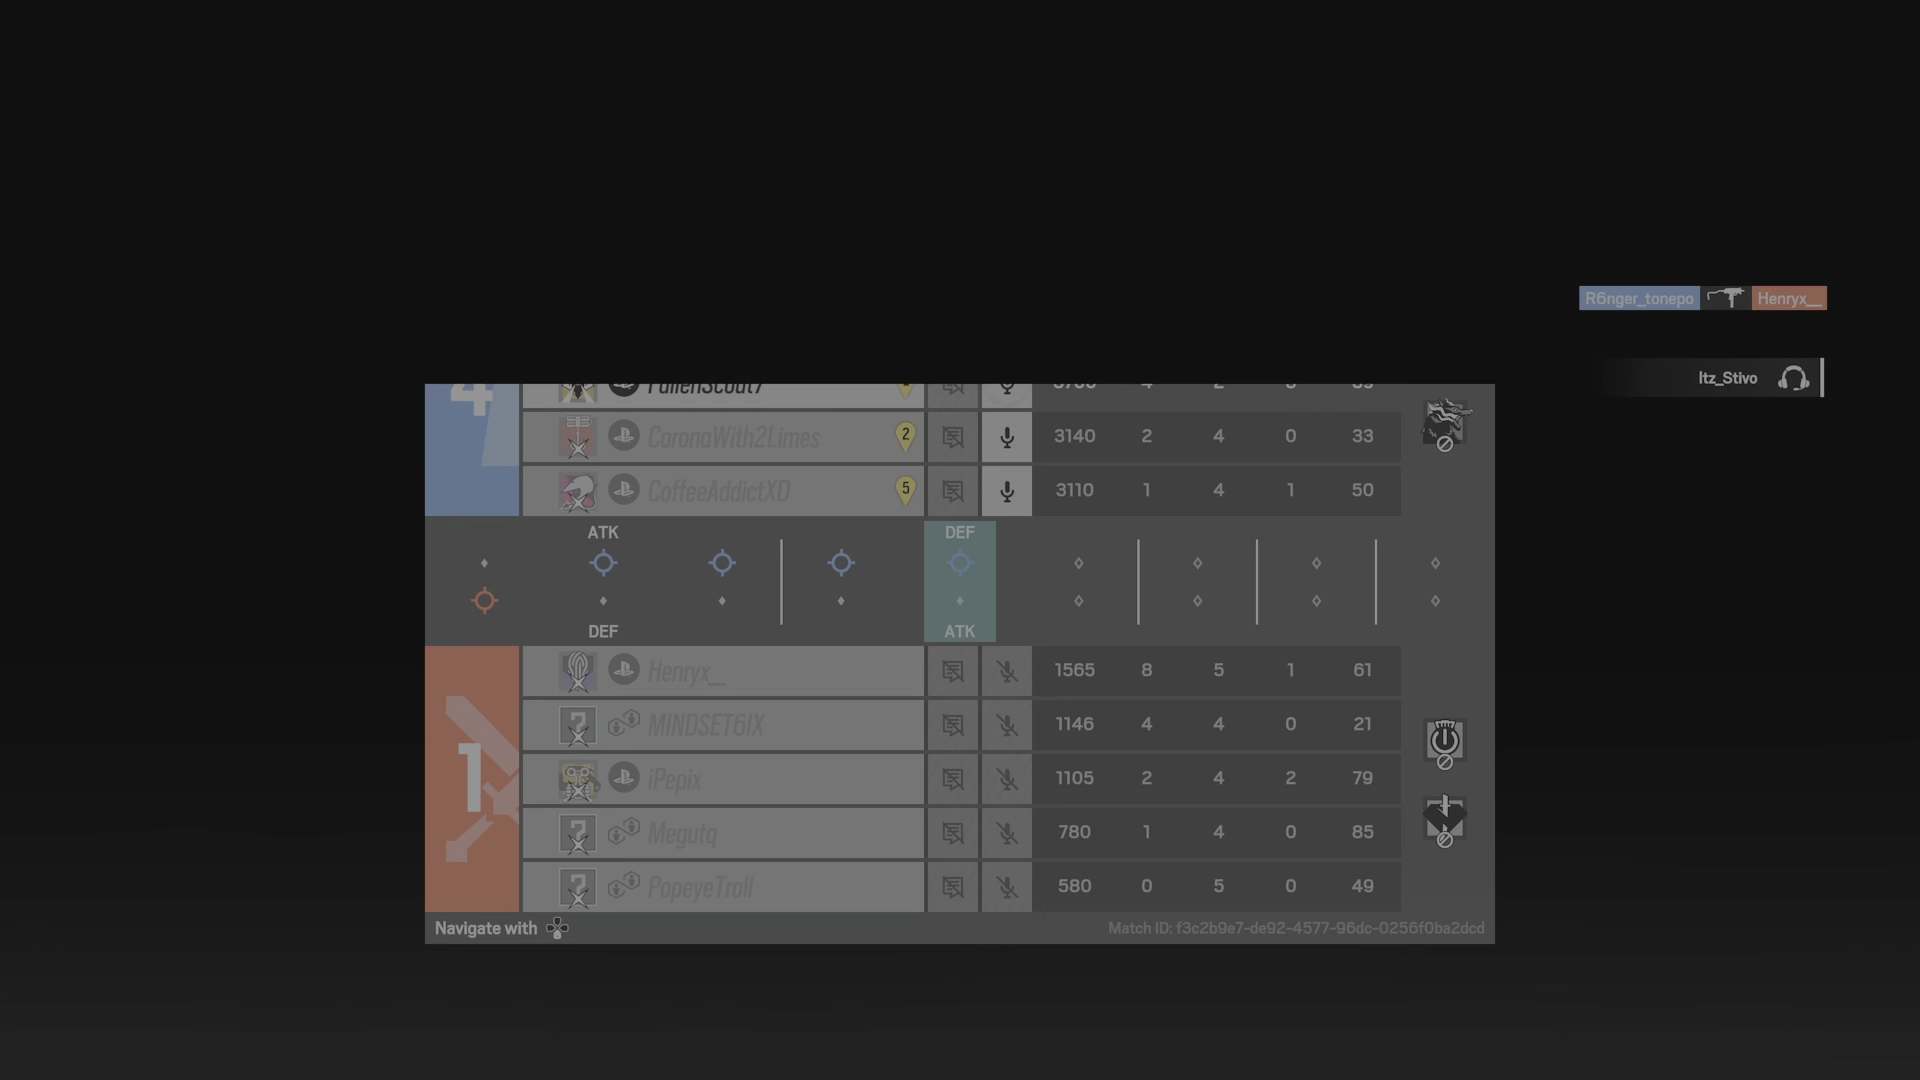 R6nger_tonepo Henryx__
Itz_Stivo
4 FallenScout7
CoronaWith2Limes 2 3140 2 4 0 33
CoffeeAddictXD 5 3110 1 4 1 50
ATK DEF
DEF ATK
1
Henryx__ 1565 8 5 1 61
? MINDSET6IX 1146 4 4 0 21
iPepix 1105 2 4 2 79
? Megutq 780 1 4 0 85
? PopeyeTroll 580 0 5 0 49
Navigate with Match ID: f3c2b9e7-de92-4577-96dc-0256f0ba2dcd